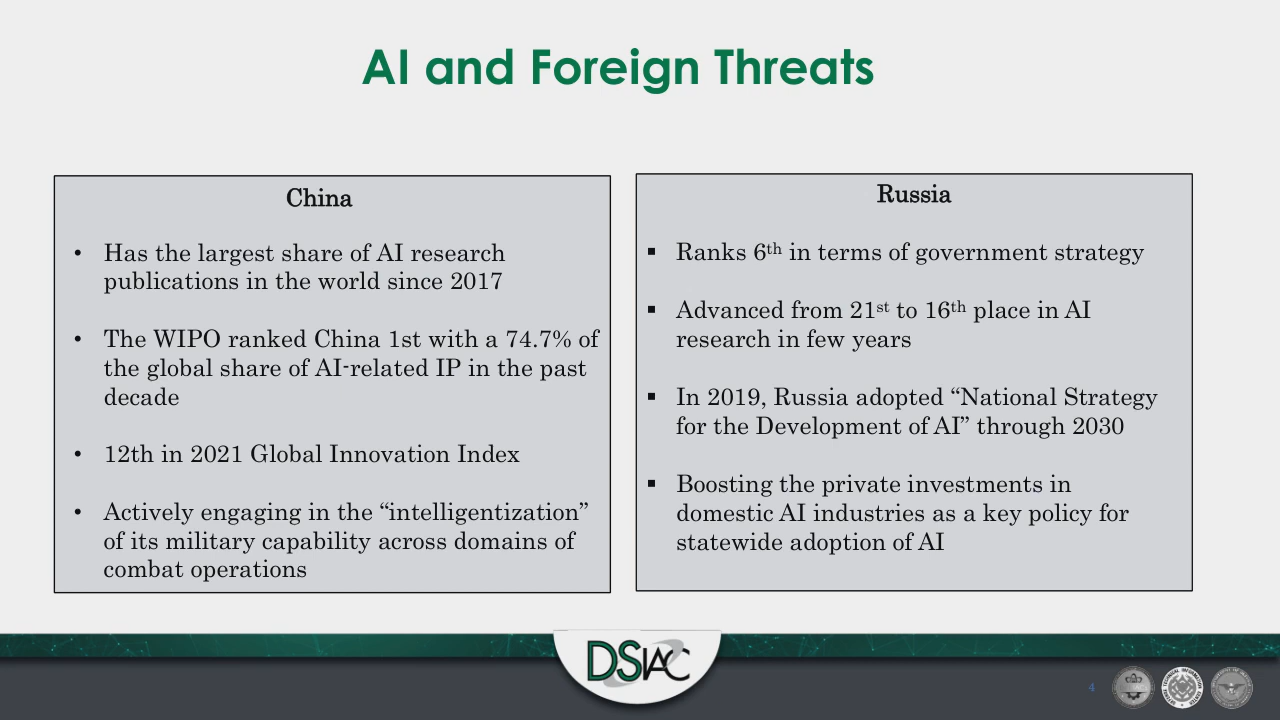 AI and Foreign Threats
China
• Has the largest share of AI research
publications in the world since 2017
• The WIPO ranked China 1st with a 74.7% of
the global share of AI-related IP in the past
decade
• 12th in 2021 Global Innovation Index
• Actively engaging in the “intelligentization”
of its military capability across domains of
combat operations
Russia
▪ Ranks 6th in terms of government strategy
▪ Advanced from 21st to 16th place in AI
research in few years
▪ In 2019, Russia adopted “National Strategy
for the Development of AI” through 2030
▪ Boosting the private investments in
domestic AI industries as a key policy for
statewide adoption of AI
DSIAC
4